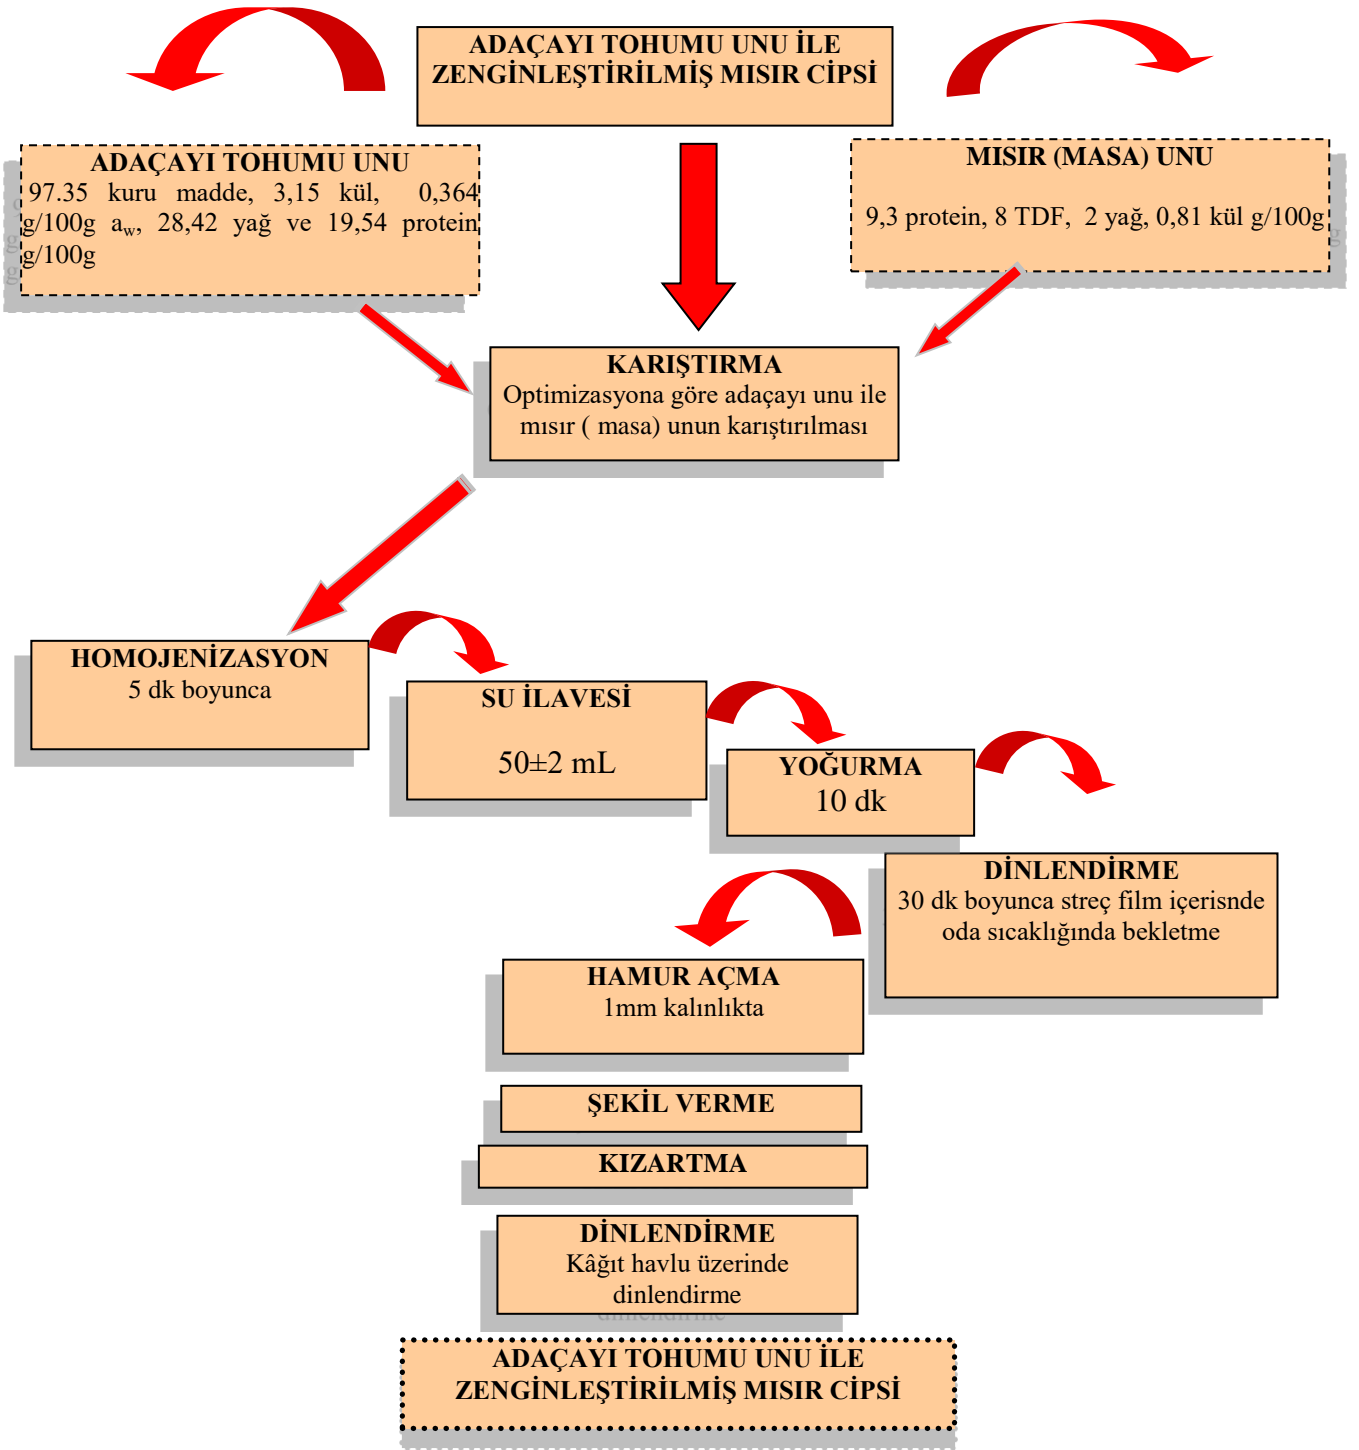 ADAÇAYI TOHUMU UNU İLE
ZENGİNLEŞTİRİLMİŞ MISIR CİPSİ
ADAÇAYI TOHUMU UNU
97.35 kuru madde, 3,15 kül, 0,364
g/100g aw, 28,42 yağ ve 19,54 protein
g/100g
MISIR (MASA) UNU
9,3 protein, 8 TDF, 2 yağ, 0,81 kül g/100g
KARIŞTIRMA
Optimizasyona göre adaçayı unu ile
mısır ( masa) unun karıştırılması
HOMOJENİZASYON
5 dk boyunca
SU İLAVESİ
50±2 mL
YOĞURMA
10 dk
DİNLENDİRME
30 dk boyunca streç film içerisnde
oda sıcaklığında bekletme
HAMUR AÇMA
1mm kalınlıkta
ŞEKİL VERME
KIZARTMA
DİNLENDİRME
Kâğıt havlu üzerinde
dinlendirme
ADAÇAYI TOHUMU UNU İLE
ZENGİNLEŞTİRİLMİŞ MISIR CİPSİ